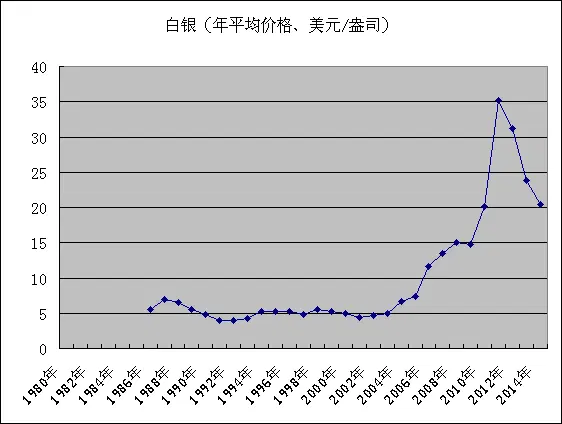 白银（年平均价格、美元/盎司）
40
35
30
25
20
15
10
5
0
1980年
1982年
1984年
1986年
1988年
1990年
1992年
1994年
1996年
1998年
2000年
2002年
2004年
2006年
2008年
2010年
2012年
2014年